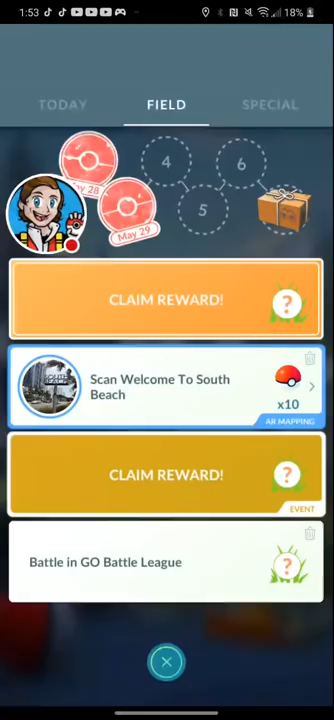 1:53
18%
TODAY
FIELD
SPECIAL
4
6
5
May 28
May 29
CLAIM REWARD!
?
Scan Welcome To South
Beach
x10
AR MAPPING
CLAIM REWARD!
?
EVENT
Battle in GO Battle League
?